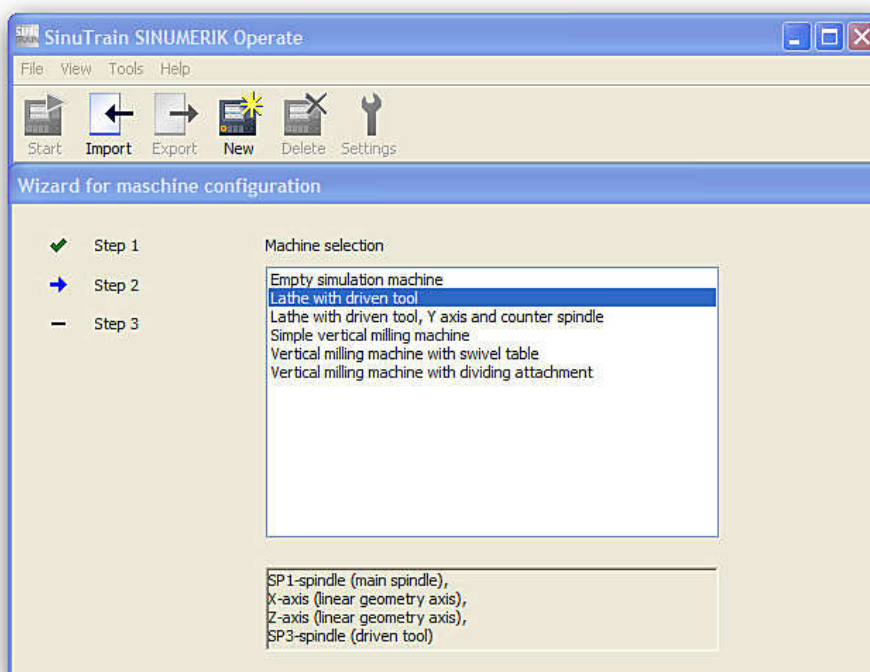 SinuTrain SINUMERIK Operate
File View Tools Help
Start Import Export New Delete Settings
Wizard for maschine configuration
Step 1
Step 2
Step 3
Machine selection
Empty simulation machine
Lathe with driven tool
Lathe with driven tool, Y axis and counter spindle
Simple vertical milling machine
Vertical milling machine with swivel table
Vertical milling machine with dividing attachment
SP1-spindle (main spindle),
X-axis (linear geometry axis),
Z-axis (linear geometry axis),
SP3-spindle (driven tool)